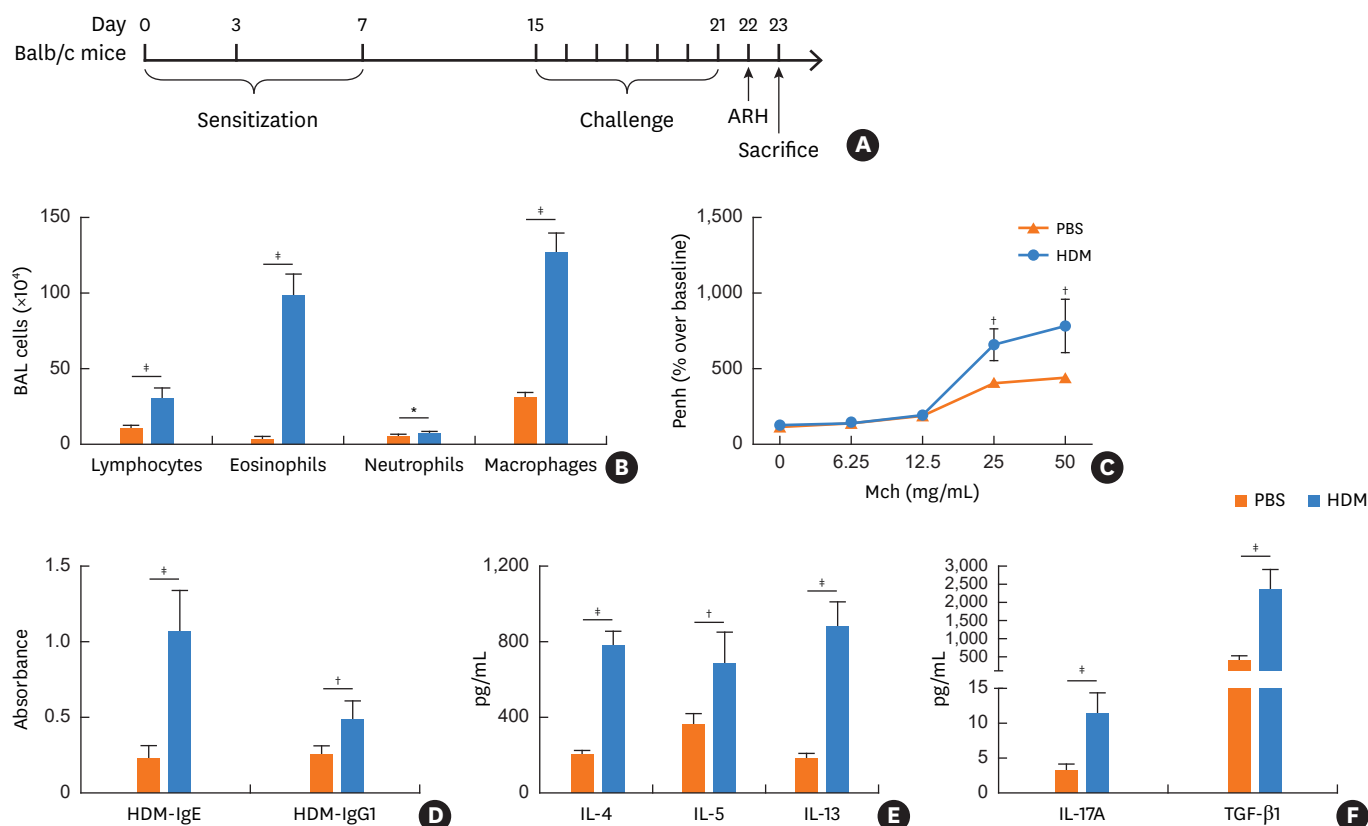 Day 0 3 7 15 21 22 23
Balb/c mice
Sensitization
Challenge
ARH
Sacrifice
A
150
100
50
0
BAL cells (×10⁴)
‡
‡
*
‡
Lymphocytes Eosinophils Neutrophils Macrophages
B
1,500
1,000
500
0
Penh (% over baseline)
PBS
HDM
†
†
0 6.25 12.5 25 50
Mch (mg/mL)
C
PBS HDM
1.5
1.0
0.5
0
Absorbance
‡
†
HDM-IgE HDM-IgG1
D
1,200
800
400
0
pg/mL
‡
†
‡
IL-4 IL-5 IL-13
E
3,000
2,500
2,000
1,500
1,000
500
15
10
5
0
pg/mL
‡
‡
IL-17A TGF-β1
F